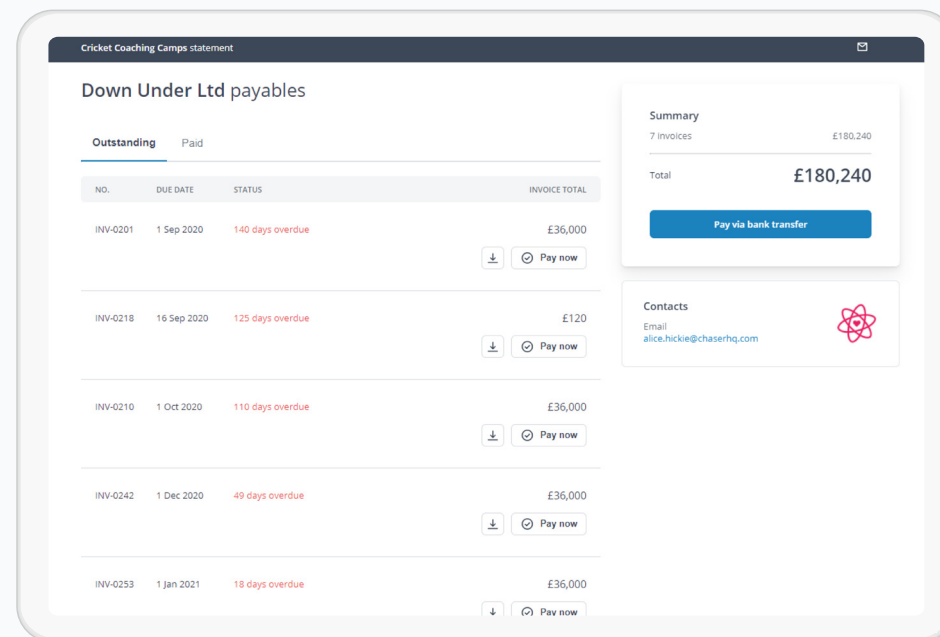 Cricket Coaching Camps statement
Down Under Ltd payables
Outstanding Paid
NO. DUE DATE STATUS INVOICE TOTAL
INV-0201 1 Sep 2020 140 days overdue £36,000
Pay now
INV-0218 16 Sep 2020 125 days overdue £120
Pay now
INV-0210 1 Oct 2020 110 days overdue £36,000
Pay now
INV-0242 1 Dec 2020 49 days overdue £36,000
Pay now
INV-0253 1 Jan 2021 18 days overdue £36,000
Pay now
Summary
7 invoices £180,240
Total £180,240
Pay via bank transfer
Contacts
Email
alice.hickie@chaserhq.com